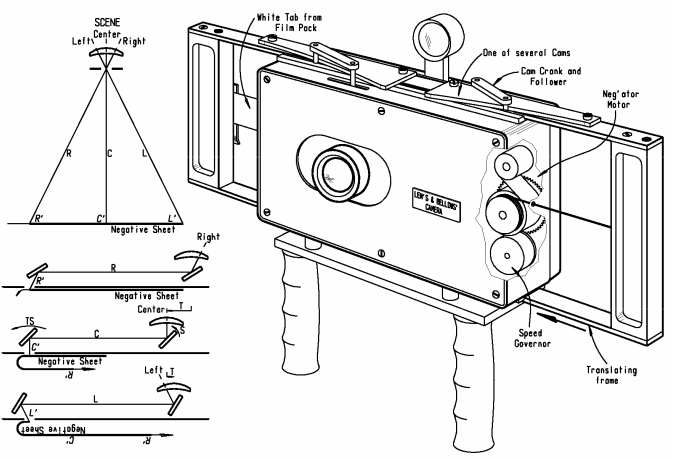 SCENE
Center
Left
Right
R
C
L
R'
C'
L'
Negative Sheet
Right
R
R'
Negative Sheet
Center
T
TS
S
C
C'
Negative Sheet
R'
Left
T
L
L'
Negative Sheet
C'
R'
White Tab from
Film Pack
One of several Cams
Cam Crank and
Follower
Neg'ator
Motor
LEW'S & BELLOWS'
CAMERA
Speed
Governor
Translating
frame